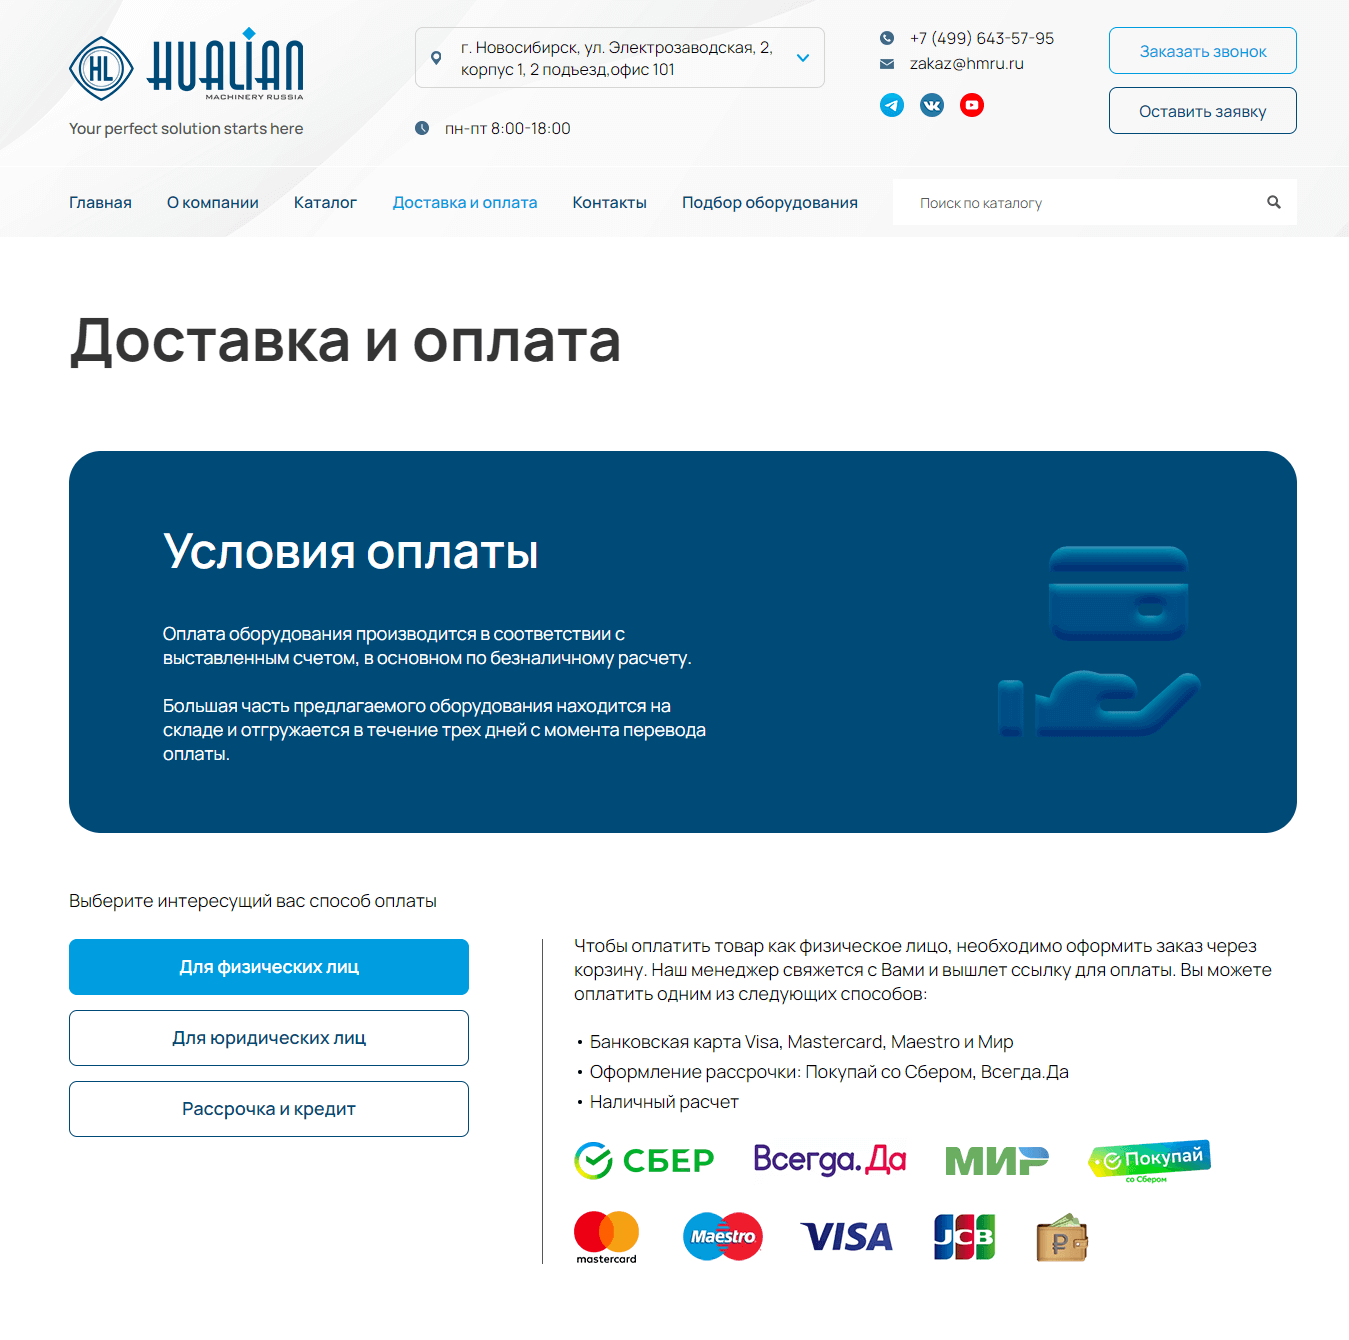 HL HUALIAN
MACHINERY RUSSIA
Your perfect solution starts here
г. Новосибирск, ул. Электрозаводская, 2,
корпус 1, 2 подъезд,офис 101
пн-пт 8:00-18:00
+7 (499) 643-57-95
zakaz@hmru.ru
Заказать звонок
Оставить заявку
Главная О компании Каталог Доставка и оплата Контакты Подбор оборудования Поиск по каталогу
Доставка и оплата
Условия оплаты
Оплата оборудования производится в соответствии с
выставленным счетом, в основном по безналичному расчету.
Большая часть предлагаемого оборудования находится на
складе и отгружается в течение трех дней с момента перевода
оплаты.
Выберите интересущий вас способ оплаты
Для физических лиц
Для юридических лиц
Рассрочка и кредит
Чтобы оплатить товар как физическое лицо, необходимо оформить заказ через
корзину. Наш менеджер свяжется с Вами и вышлет ссылку для оплаты. Вы можете
оплатить одним из следующих способов:
• Банковская карта Visa, Mastercard, Maestro и Мир
• Оформление рассрочки: Покупай со Сбером, Всегда.Да
• Наличный расчет
СБЕР Всегда.Да МИР Покупай
со Сбером
mastercard Maestro VISA JCB ₽